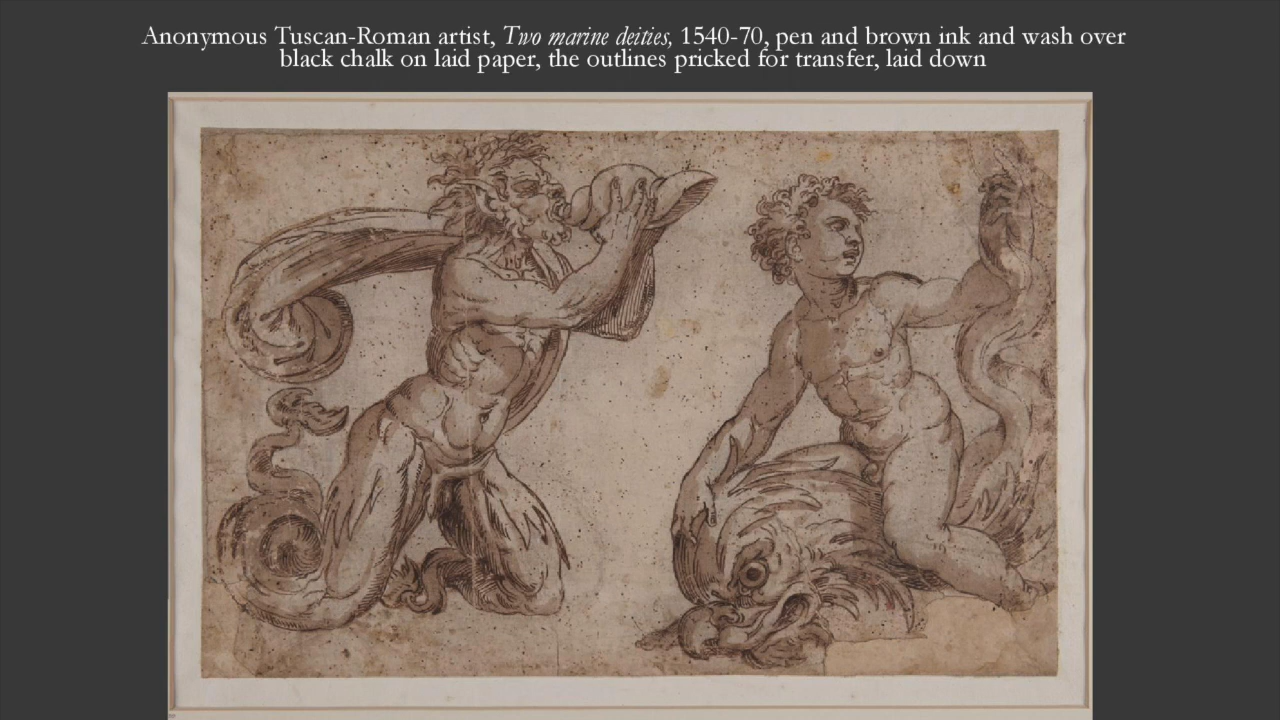 Anonymous Tuscan-Roman artist, Two marine deities, 1540-70, pen and brown ink and wash over
black chalk on laid paper, the outlines pricked for transfer, laid down